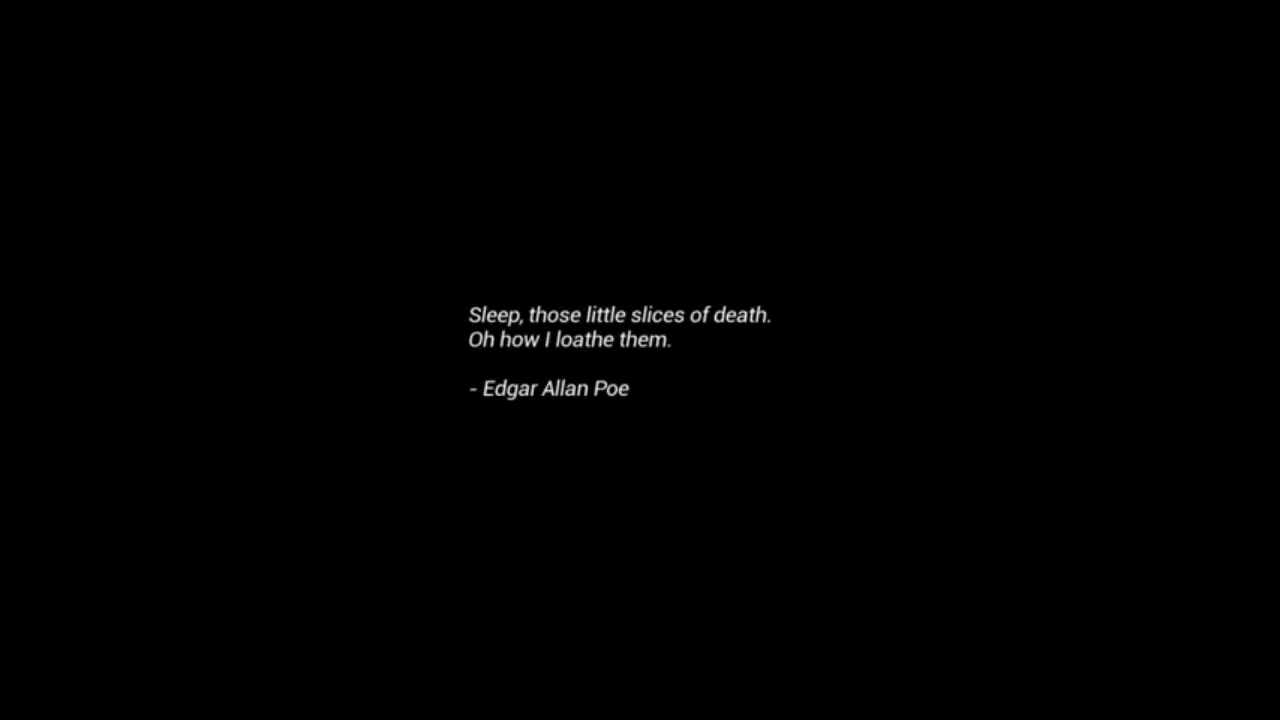 Sleep, those little slices of death.
Oh how I loathe them.
- Edgar Allan Poe